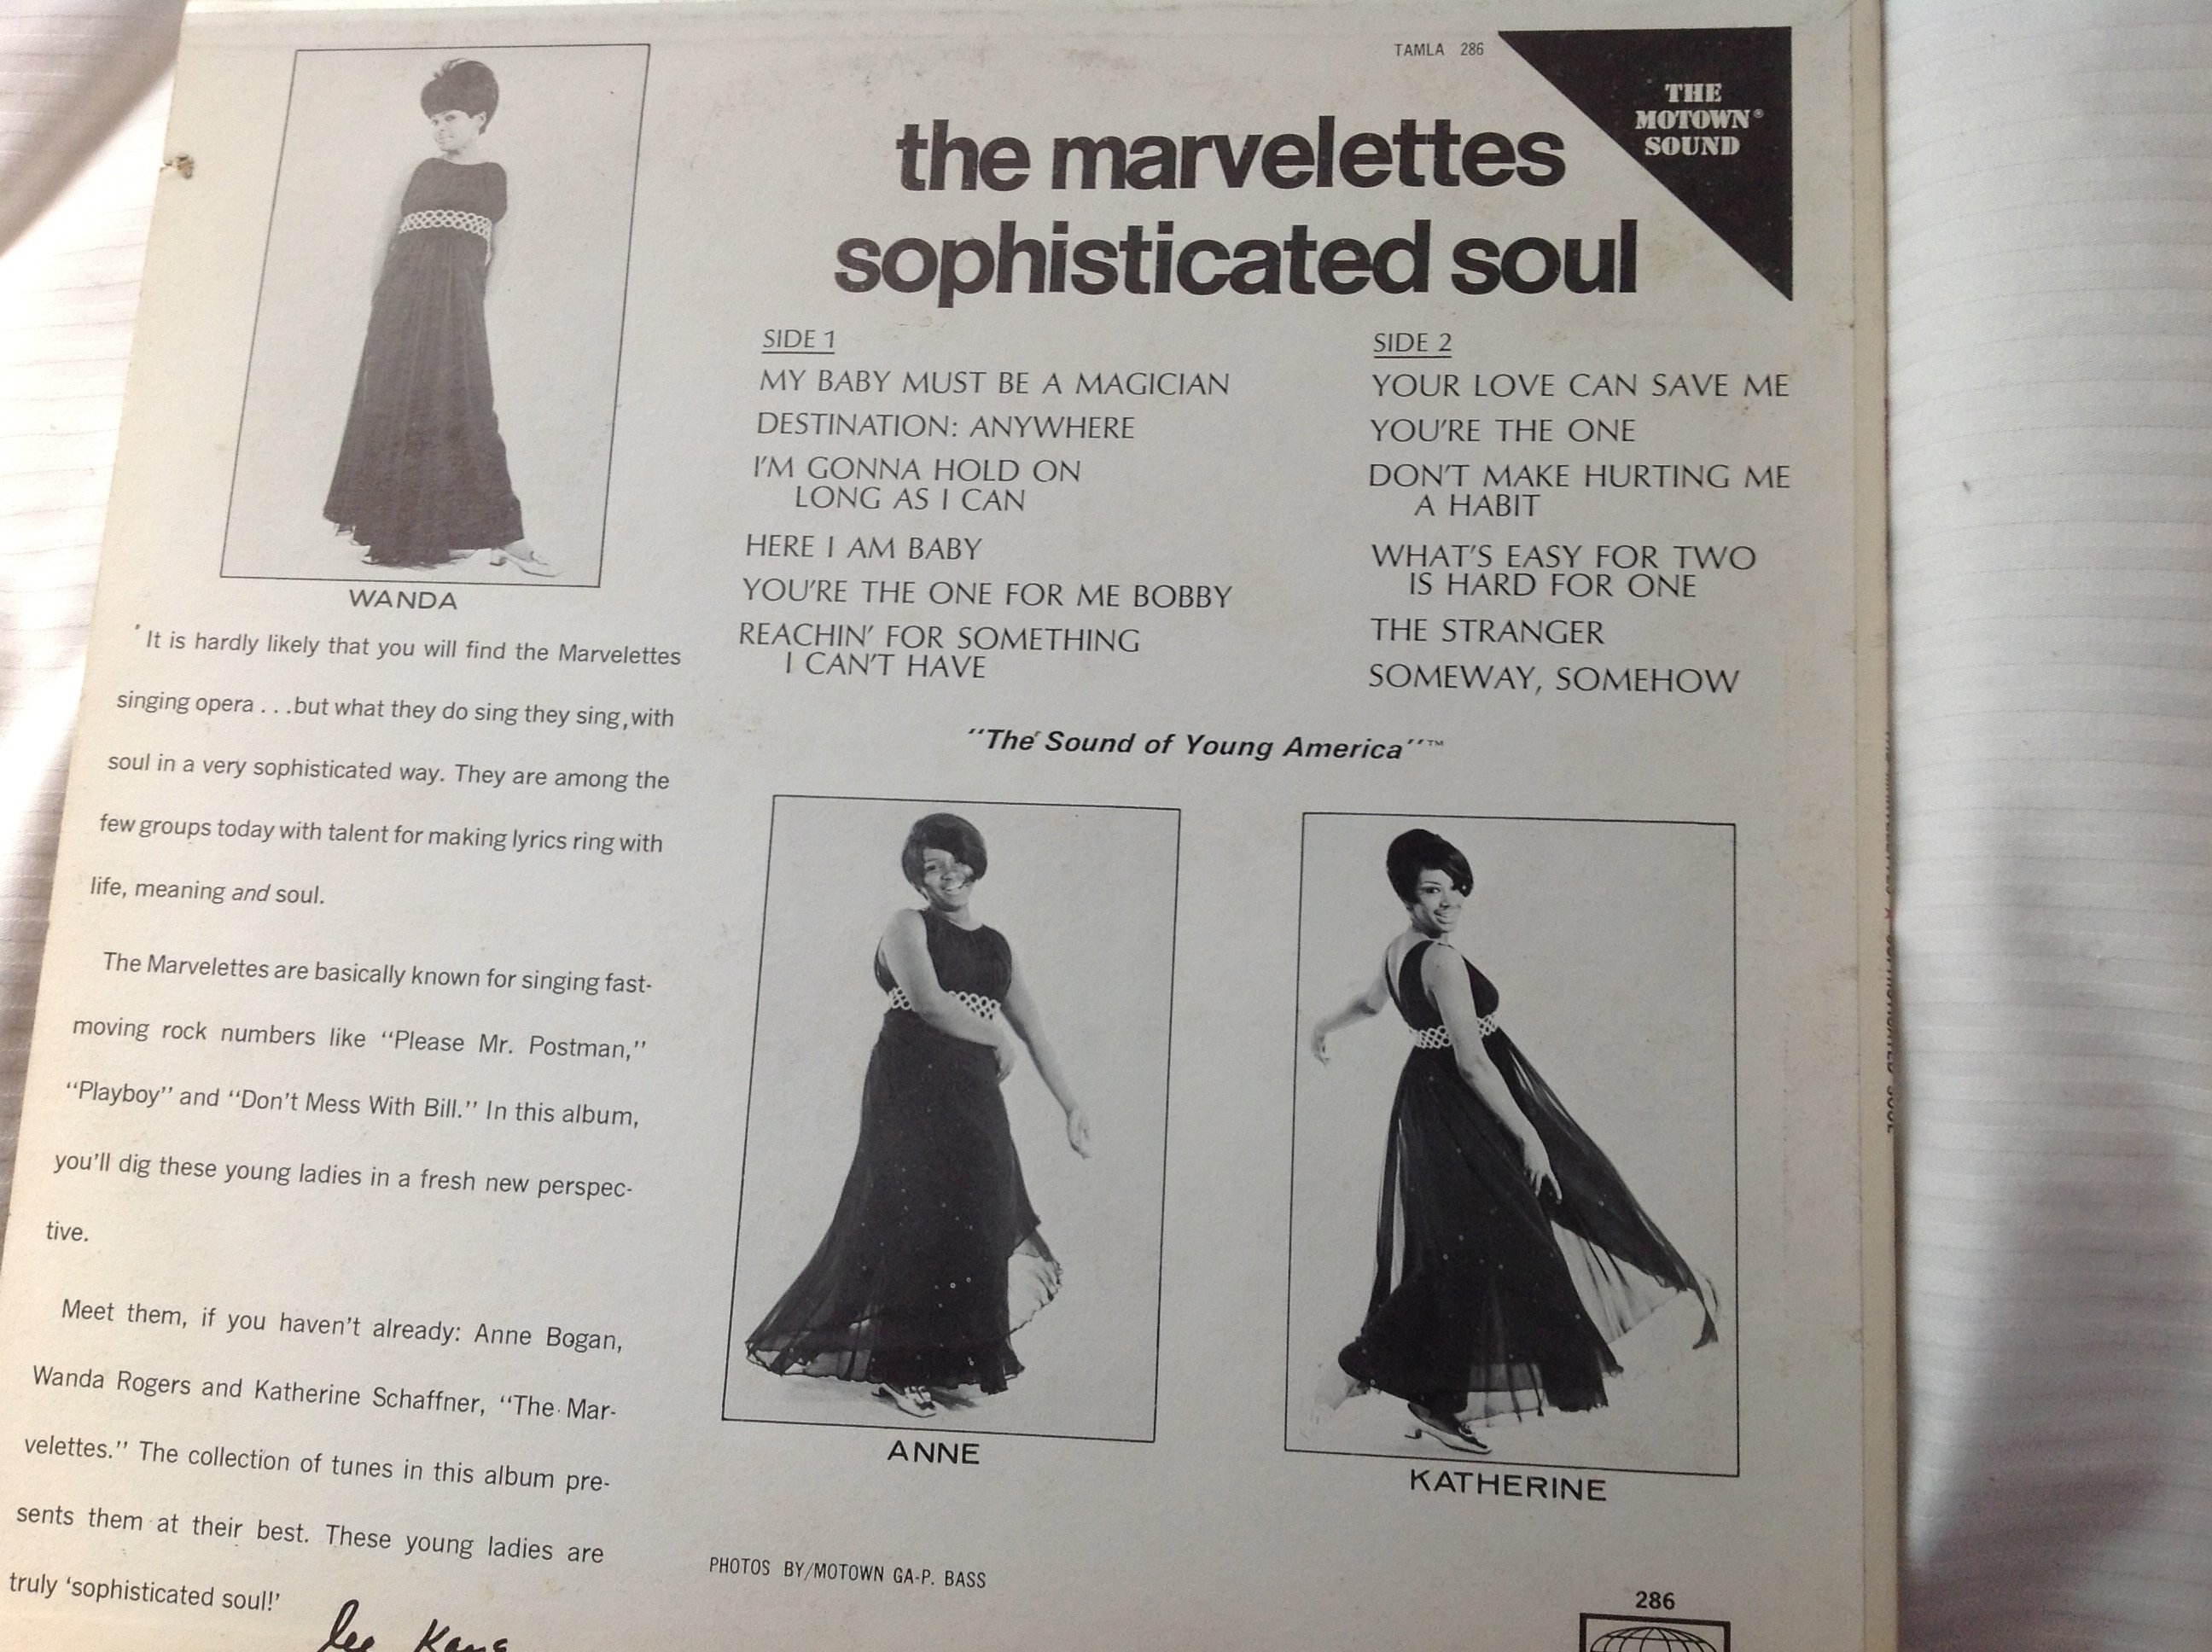 TAMLA 286
THE
MOTOWN®
SOUND
the marvelettes
sophisticated soul
SIDE 1
MY BABY MUST BE A MAGICIAN
DESTINATION: ANYWHERE
I'M GONNA HOLD ON
LONG AS I CAN
HERE I AM BABY
YOU'RE THE ONE FOR ME BOBBY
REACHIN' FOR SOMETHING
I CAN'T HAVE
SIDE 2
YOUR LOVE CAN SAVE ME
YOU'RE THE ONE
DON'T MAKE HURTING ME
A HABIT
WHAT'S EASY FOR TWO
IS HARD FOR ONE
THE STRANGER
SOMEWAY, SOMEHOW
"The Sound of Young America"™
WANDA
It is hardly likely that you will find the Marvelettes
singing opera . . .but what they do sing they sing, with
soul in a very sophisticated way. They are among the
few groups today with talent for making lyrics ring with
life, meaning and soul.
The Marvelettes are basically known for singing fast-
moving rock numbers like "Please Mr. Postman,"
"Playboy" and "Don't Mess With Bill." In this album,
you'll dig these young ladies in a fresh new perspec-
tive.
Meet them, if you haven't already: Anne Bogan,
Wanda Rogers and Katherine Schaffner, "The Mar-
velettes." The collection of tunes in this album pre-
sents them at their best. These young ladies are
truly 'sophisticated soul!'
ANNE
KATHERINE
PHOTOS BY/MOTOWN GA-P. BASS
286